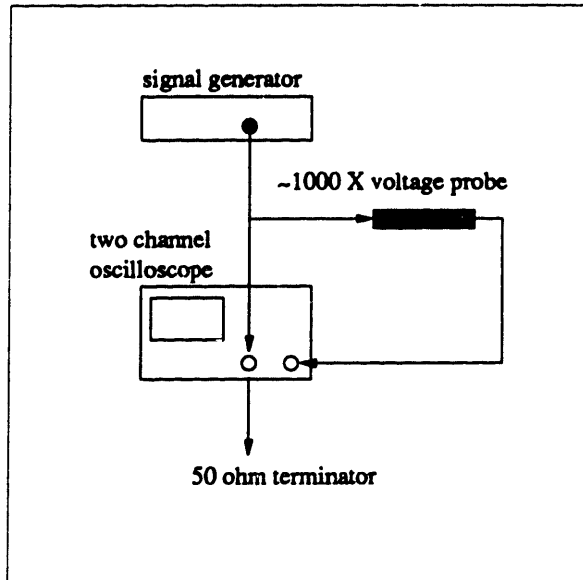 signal generator
~1000 X voltage probe
two channel
oscilloscope
50 ohm terminator